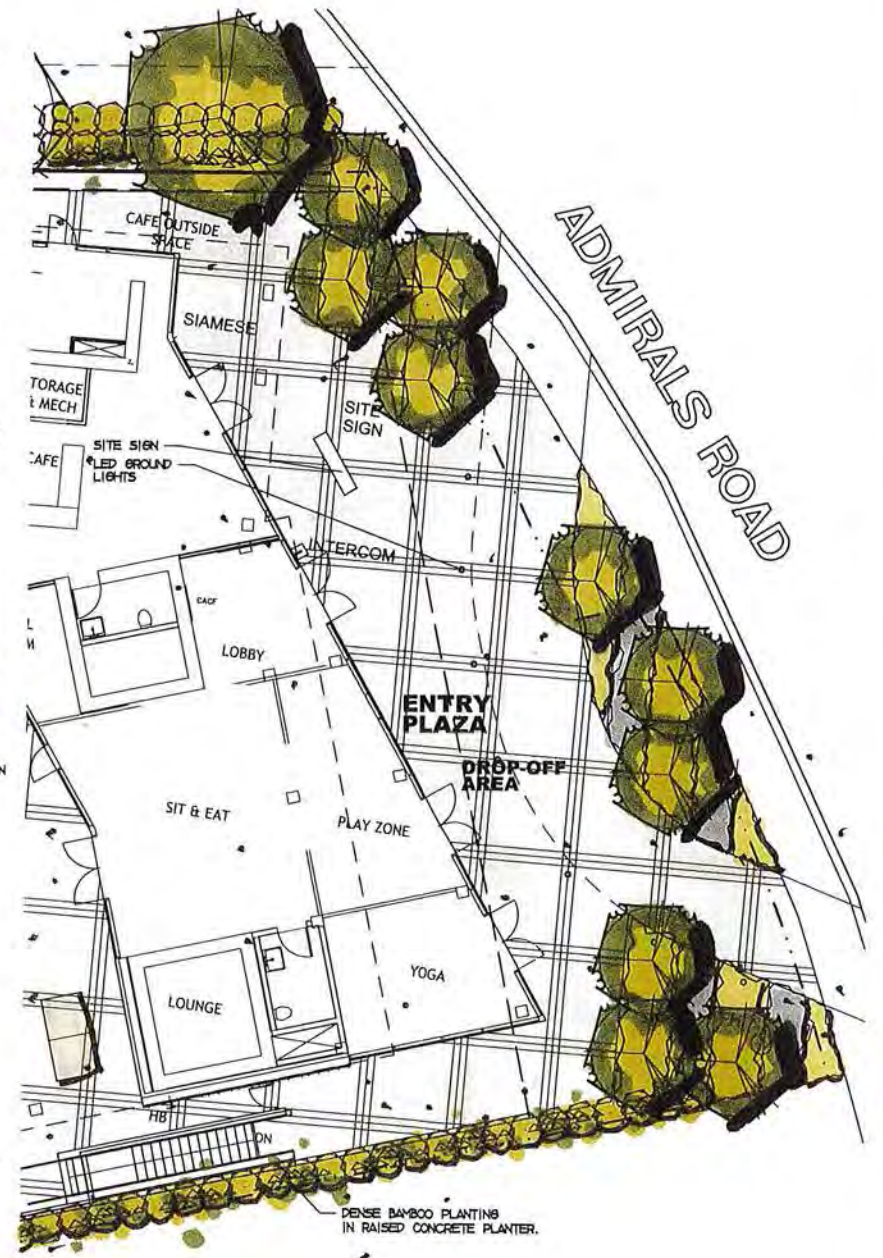 CAFE OUTSIDE
SPACE
SIAMESE
TORAGE
& MECH
CAFE
SITE
SIGN
SITE SIGN
LED GROUND
LIGHTS
ADMIRALS ROAD
INTERCOM
CACF
LOBBY
L
M
ENTRY
PLAZA
DROP-OFF
AREA
N
SIT & EAT
PLAY ZONE
YOGA
LOUNGE
HB
DN
DENSE BAMBOO PLANTING
IN RAISED CONCRETE PLANTER.